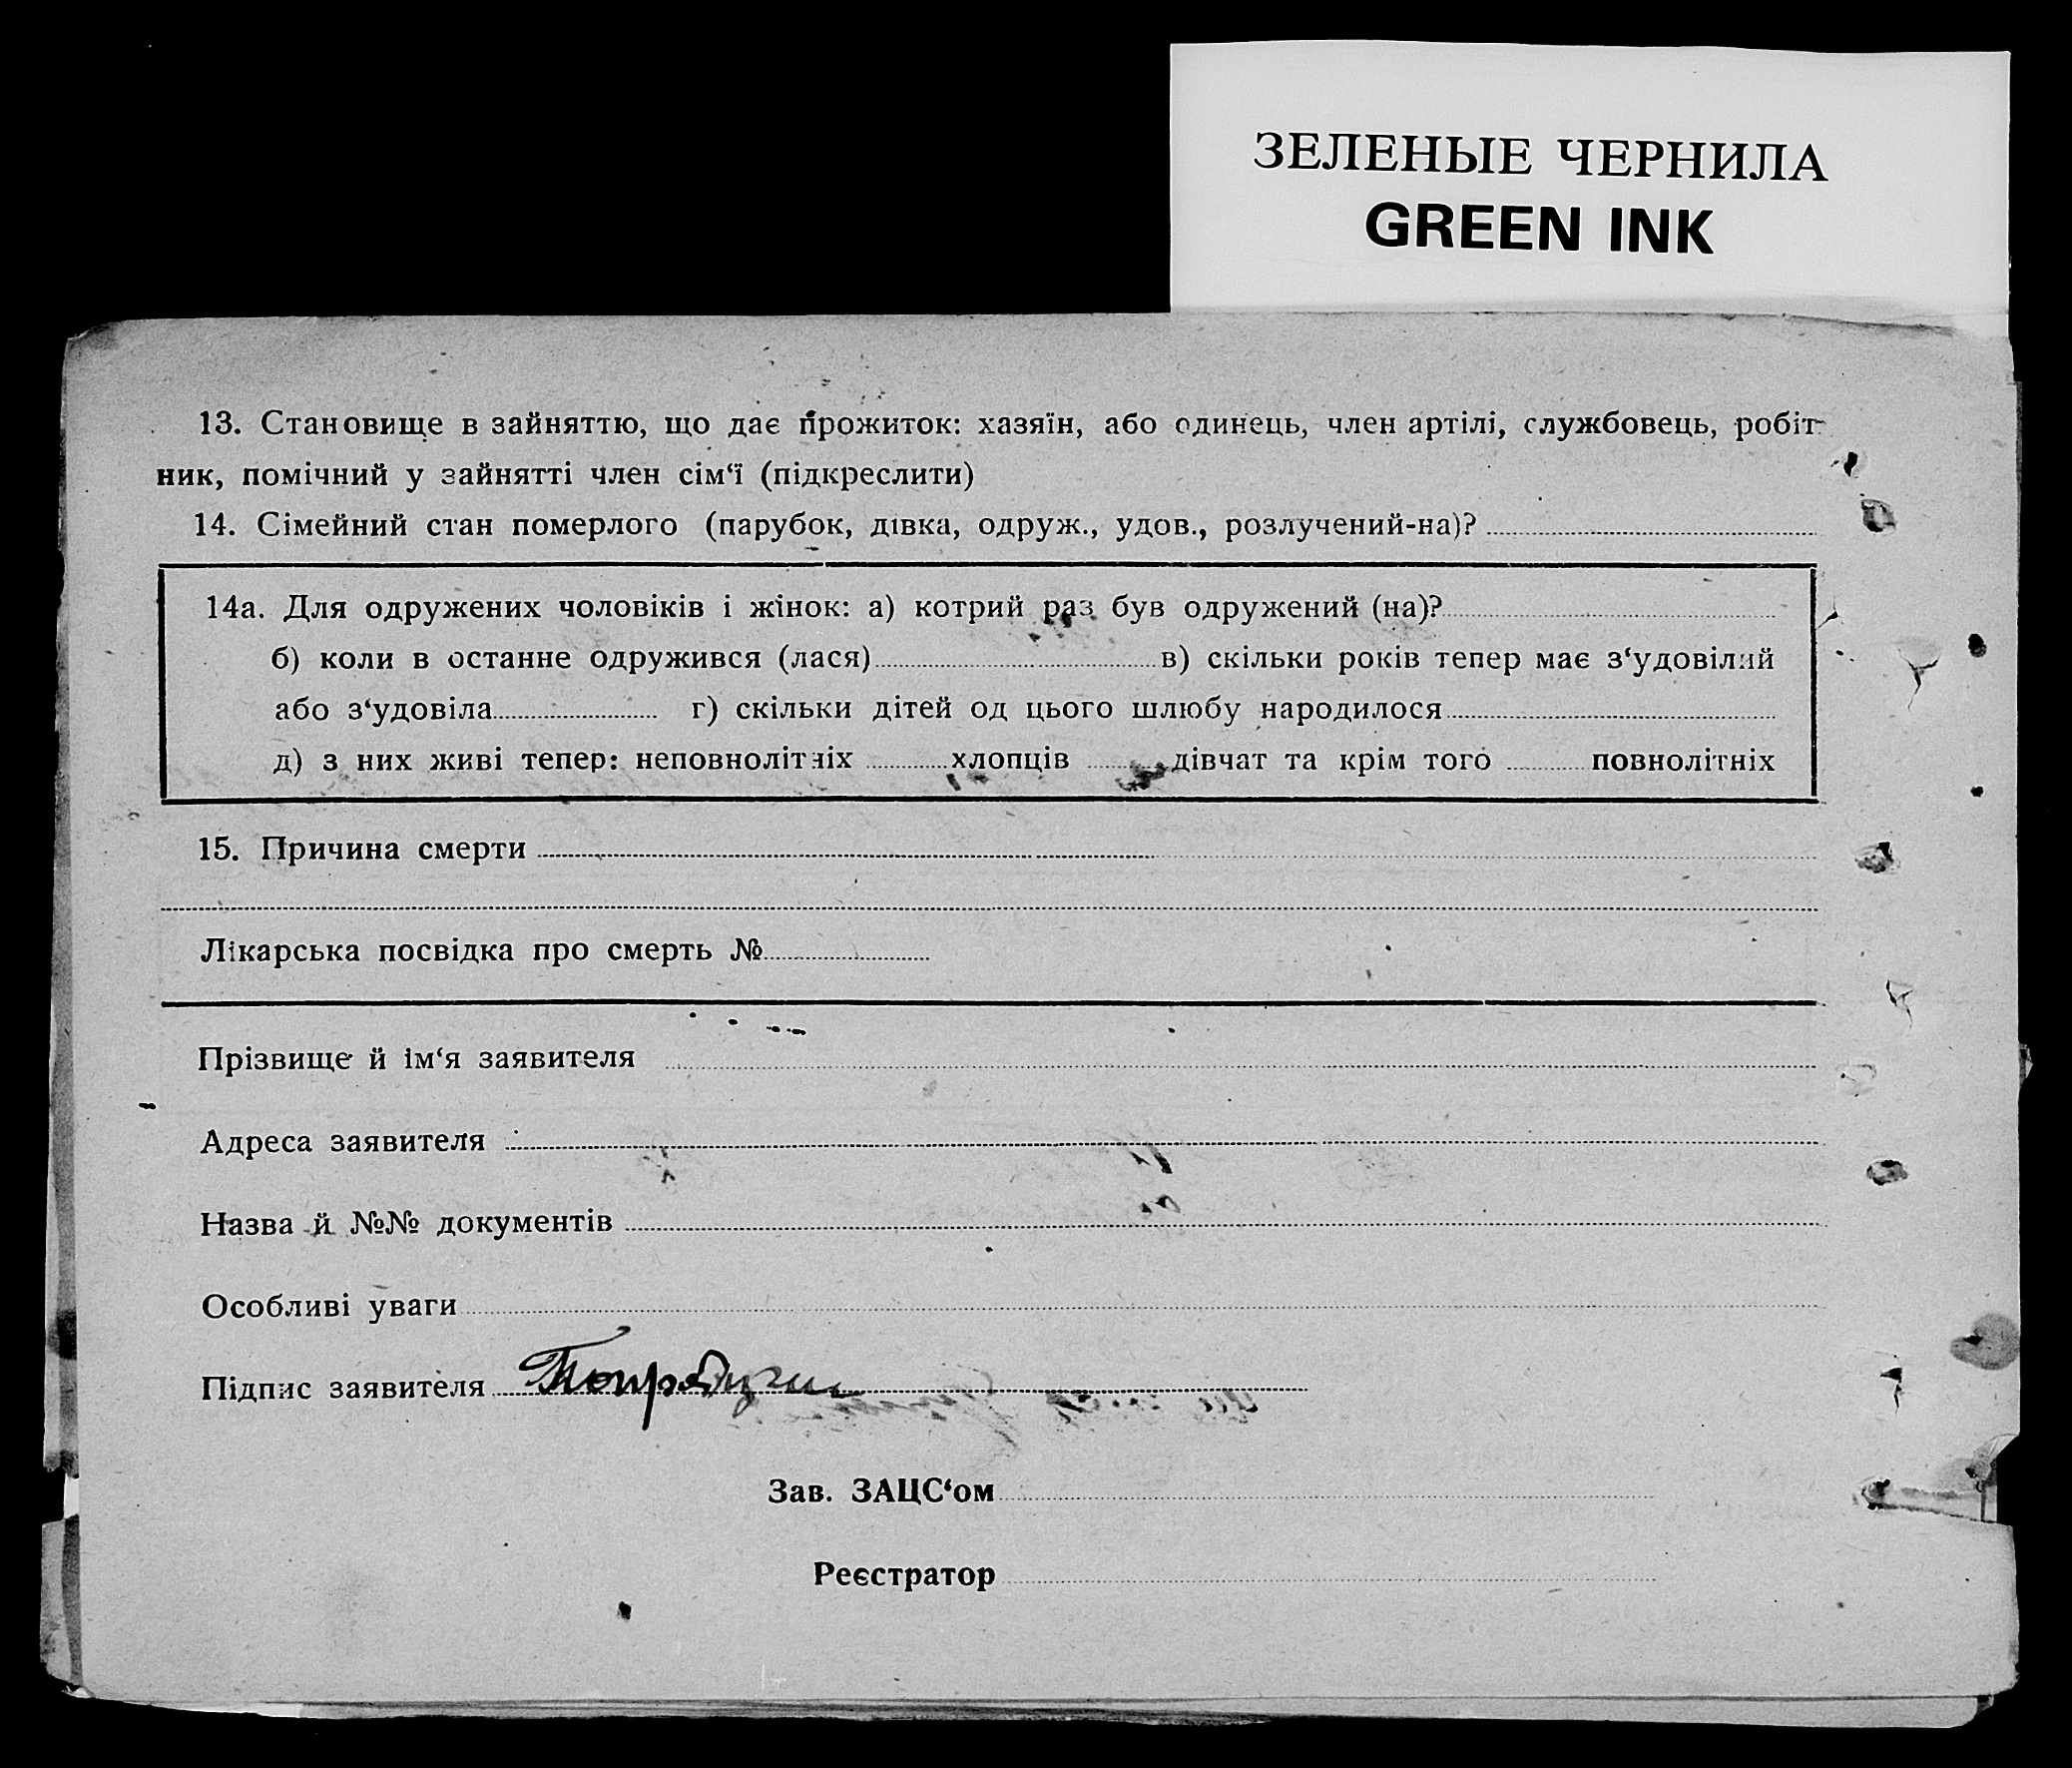 ЗЕЛЕНЫЕ ЧЕРНИЛА
GREEN INK
13. Становище в зайняттю, що дає прожиток: хазяїн, або одинець, член артілі, службовець, робіт-
ник, помічний у зайнятті член сім‘ї (підкреслити)
14. Сімейний стан померлого (парубок, дівка, одруж., удов., розлучений-на)?
14а. Для одружених чоловіків і жінок: а) котрий раз був одружений (на)?
б) коли в останне одружився (лася) в) скільки років тепер має з‘удовілий
або з‘удовіла г) скільки дітей од цього шлюбу народилося
д) з них живі тепер: неповнолітніх хлопців дівчат та крім того повнолітніх
15. Причина смерти
Лікарська посвідка про смерть №
Прізвище й ім‘я заявителя
Адреса заявителя
Назва й №№ документів
Особливі уваги
Підпис заявителя
Зав. ЗАЦС‘ом
Реєстратор